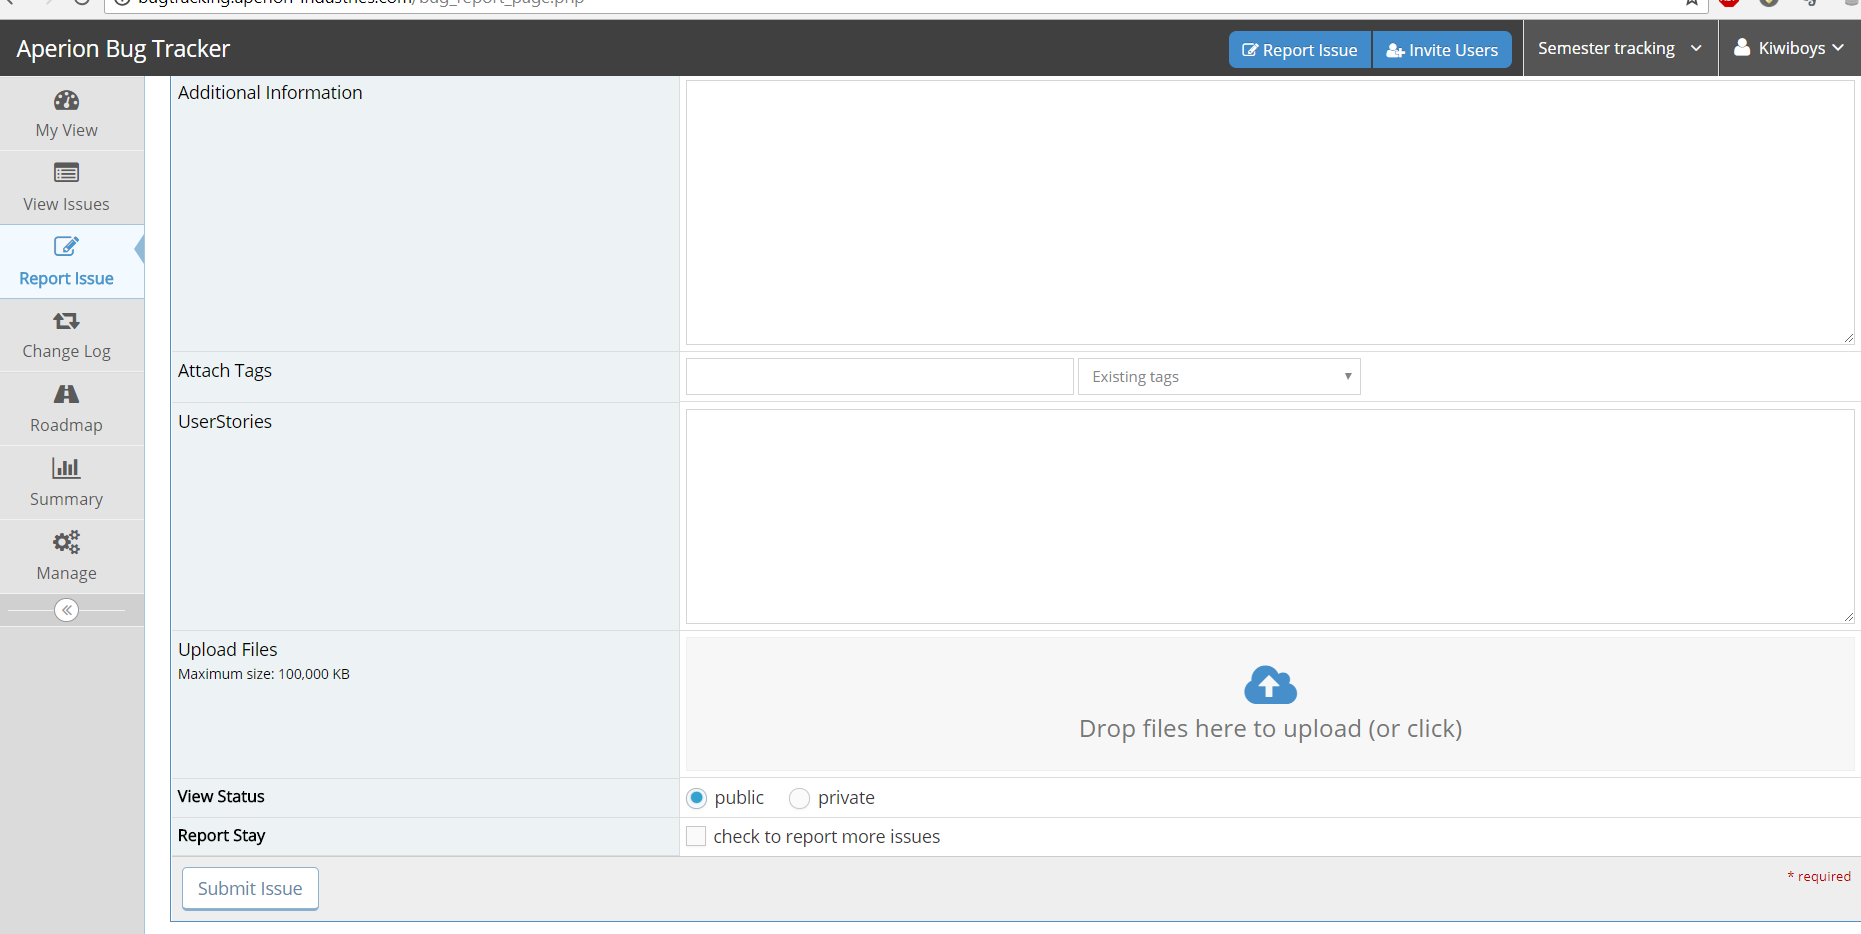 bugtracking.aperion-industries.com/bug_report_page.php
Aperion Bug Tracker
Report Issue
Invite Users
Semester tracking
Kiwiboys
My View
View Issues
Report Issue
Change Log
Roadmap
Summary
Manage
Additional Information
Attach Tags
Existing tags
UserStories
Upload Files
Maximum size: 100,000 KB
Drop files here to upload (or click)
View Status
public private
Report Stay
check to report more issues
Submit Issue
* required